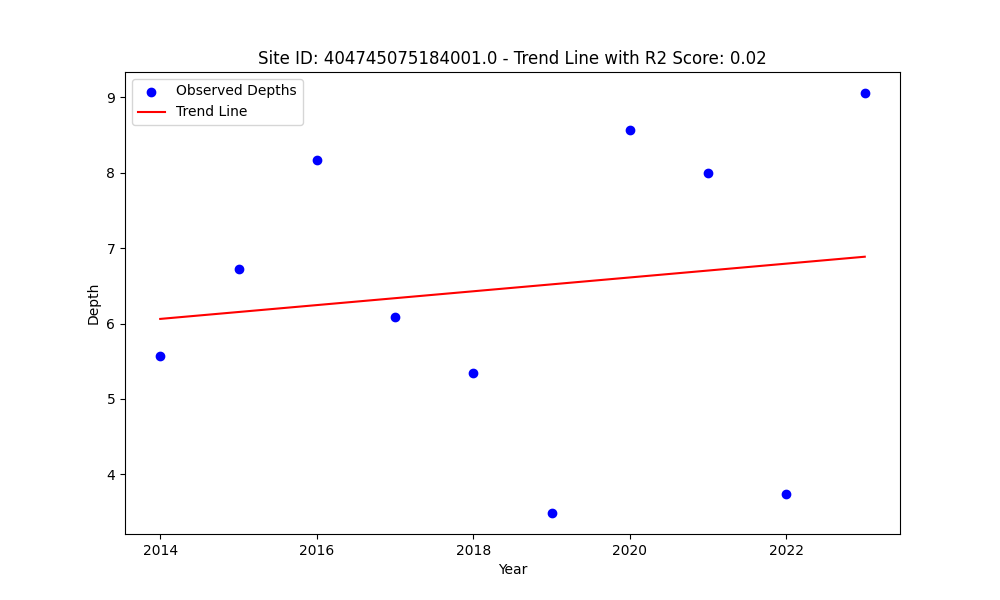 Site ID: 404745075184001.0 - Trend Line with R2 Score: 0.02
Observed Depths
Trend Line
9
8
7
6
5
4
Depth
2014
2016
2018
2020
2022
Year